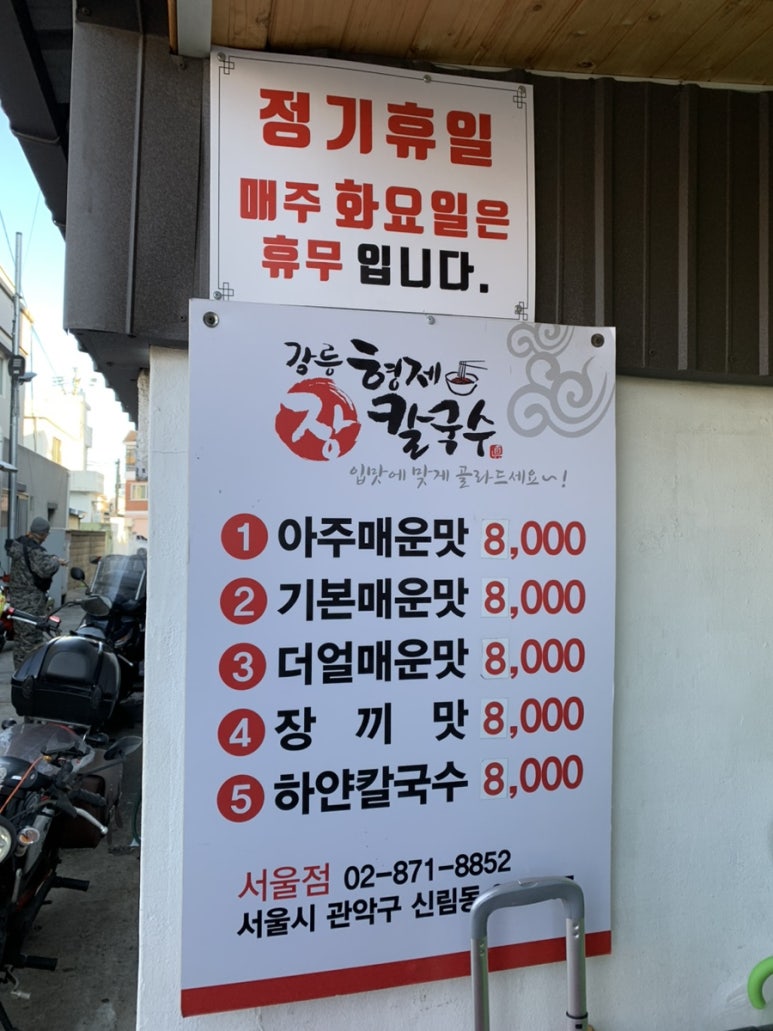 정기휴일
매주 화요일은
휴무 입니다.
강릉 형제
장 칼국수
입맛에 맞게 골라드세요~!
1 아주매운맛 8,000
2 기본매운맛 8,000
3 더얼매운맛 8,000
4 장 끼 맛 8,000
5 하얀칼국수 8,000
서울점 02-871-8852
서울시 관악구 신림동